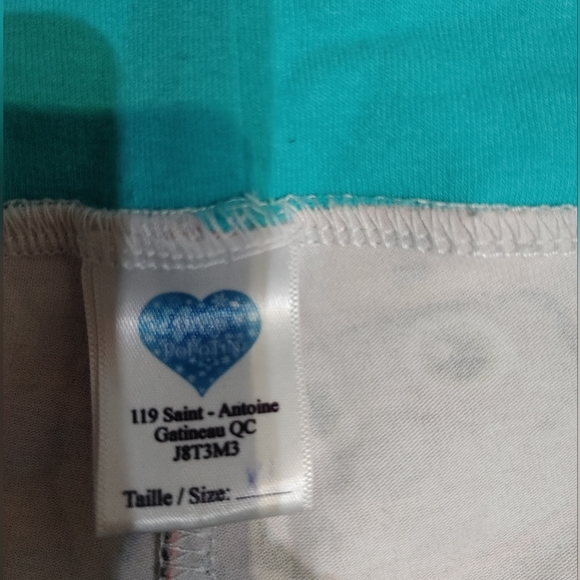 119 Saint - Antoine
Gatineau QC
J8T3M3
Taille / Size: